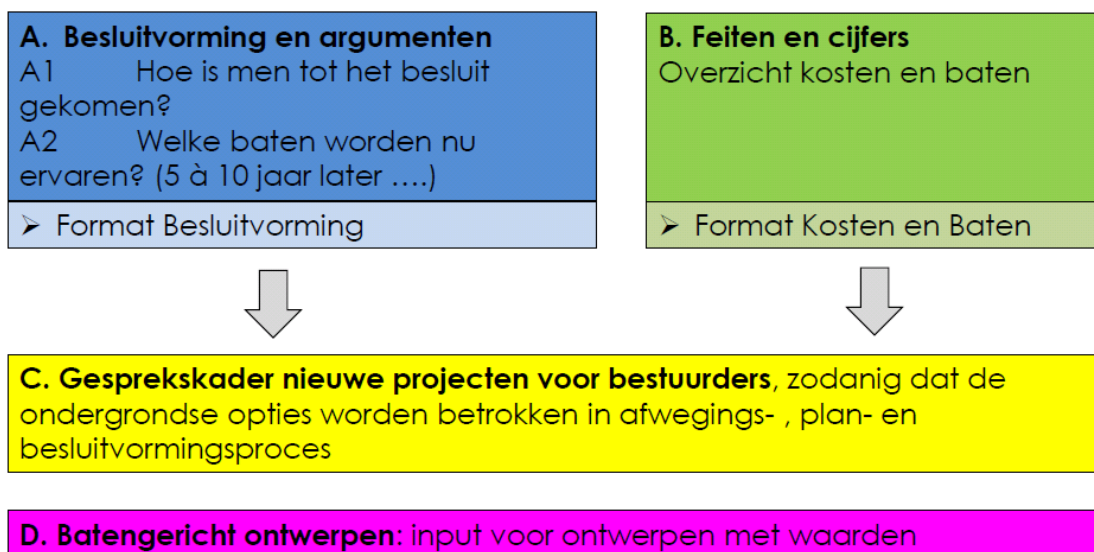 A. Besluitvorming en argumenten
A1 Hoe is men tot het besluit
gekomen?
A2 Welke baten worden nu
ervaren? (5 à 10 jaar later ....)
➢ Format Besluitvorming
B. Feiten en cijfers
Overzicht kosten en baten
➢ Format Kosten en Baten
C. Gesprekskader nieuwe projecten voor bestuurders, zodanig dat de
ondergrondse opties worden betrokken in afwegings- , plan- en
besluitvormingsproces
D. Batengericht ontwerpen: input voor ontwerpen met waarden